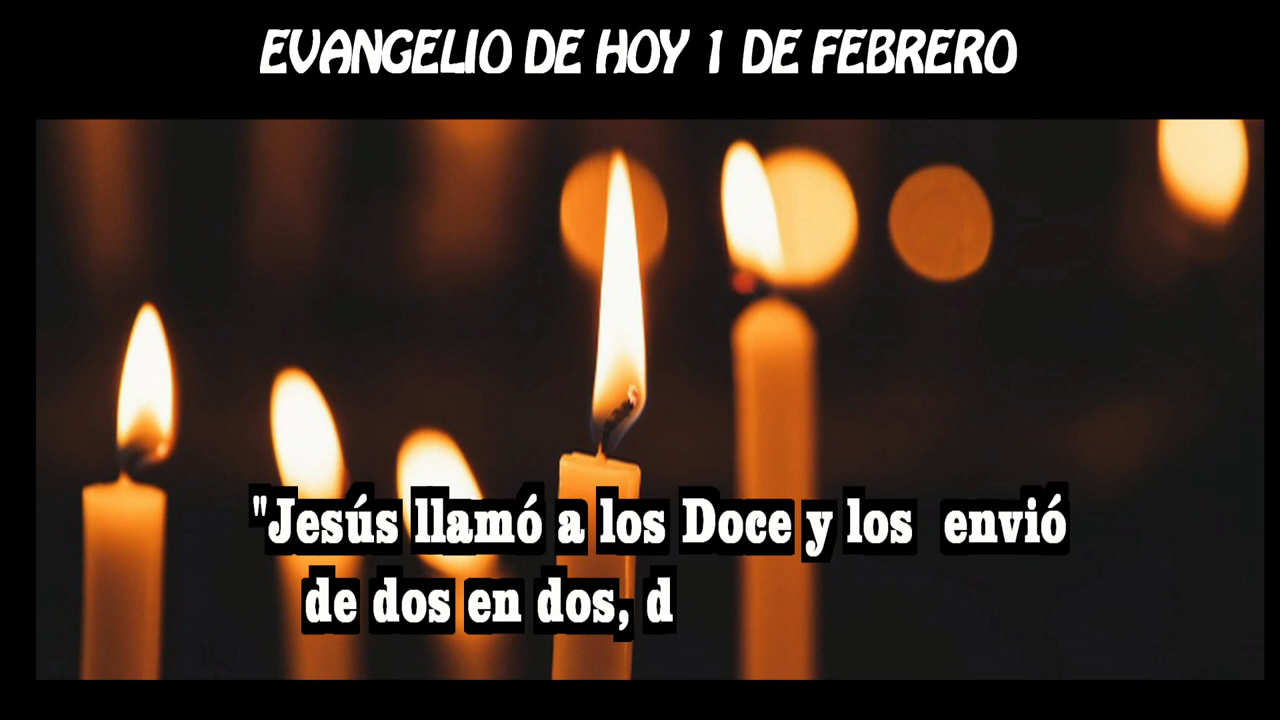 EVANGELIO DE HOY 1 DE FEBRERO
"Jesús llamó a los Doce y los envió
de dos en dos, d